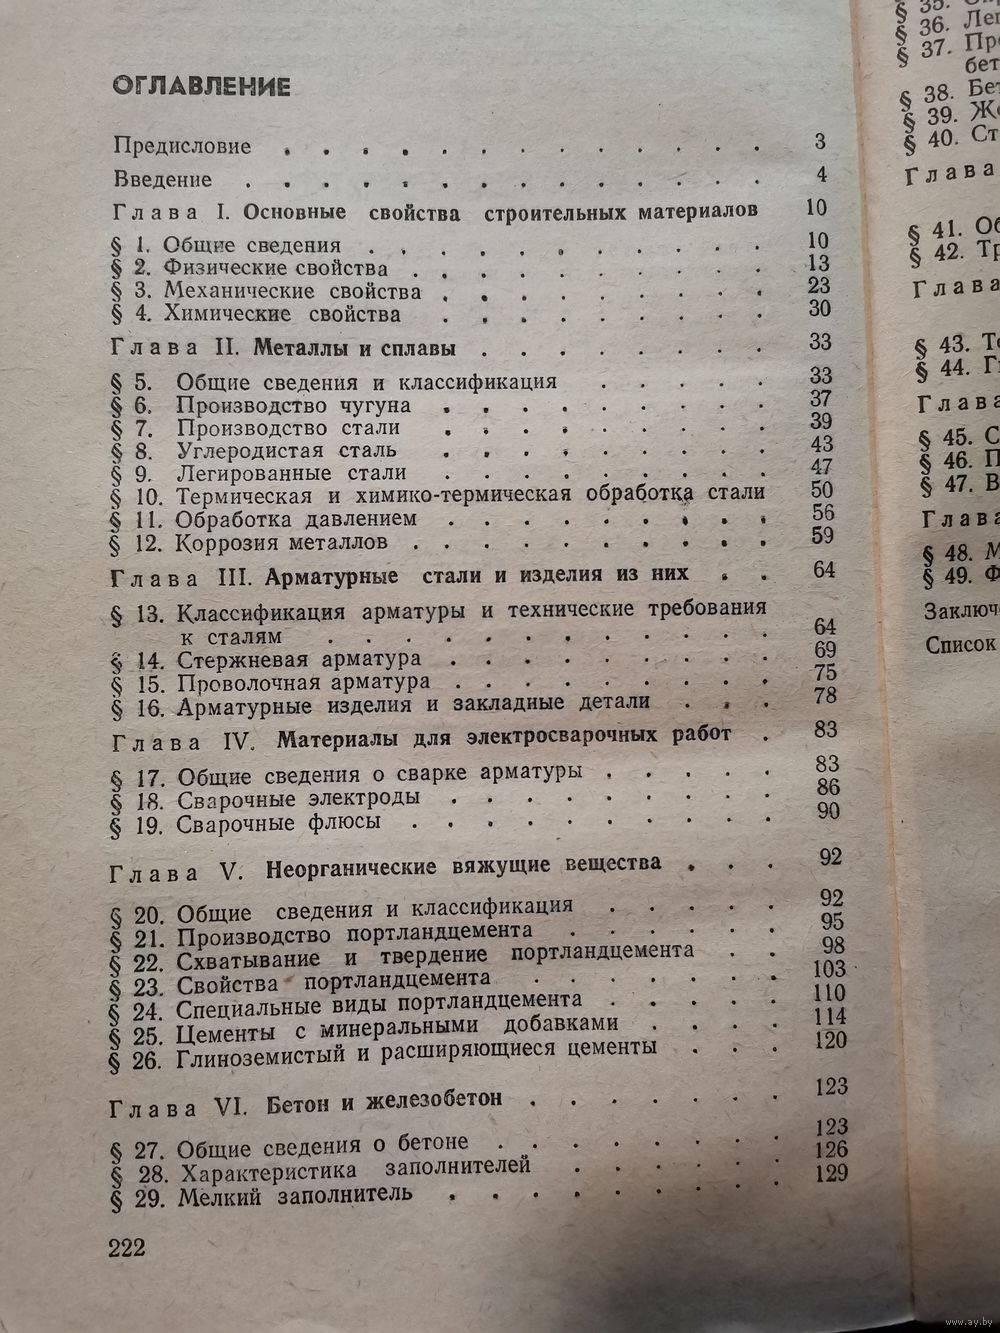 ОГЛАВЛЕНИЕ
Предисловие . . . . . . . . . . . . . 3
Введение . . . . . . . . . . . . . . 4
Глава I. Основные свойства строительных материалов 10
§ 1. Общие сведения . . . . . . . . . . . 10
§ 2. Физические свойства . . . . . . . . . . 13
§ 3. Механические свойства . . . . . . . . . 23
§ 4. Химические свойства . . . . . . . . . 30
Глава II. Металлы и сплавы . . . . . . . . 33
§ 5. Общие сведения и классификация . . . . . 33
§ 6. Производство чугуна . . . . . . . . . 37
§ 7. Производство стали . . . . . . . . . 39
§ 8. Углеродистая сталь . . . . . . . . . 43
§ 9. Легированные стали . . . . . . . . . 47
§ 10. Термическая и химико-термическая обработка стали 50
§ 11. Обработка давлением . . . . . . . . . 56
§ 12. Коррозия металлов . . . . . . . . . . 59
Глава III. Арматурные стали и изделия из них . . 64
§ 13. Классификация арматуры и технические требования
к сталям . . . . . . . . . . . . 64
§ 14. Стержневая арматура . . . . . . . . . 69
§ 15. Проволочная арматура . . . . . . . . . 75
§ 16. Арматурные изделия и закладные детали . . . 78
Глава IV. Материалы для электросварочных работ . 83
§ 17. Общие сведения о сварке арматуры . . . . . 83
§ 18. Сварочные электроды . . . . . . . . . 86
§ 19. Сварочные флюсы . . . . . . . . . . 90
Глава V. Неорганические вяжущие вещества . . . 92
§ 20. Общие сведения и классификация . . . . . 92
§ 21. Производство портландцемента . . . . . . 95
§ 22. Схватывание и твердение портландцемента . . 98
§ 23. Свойства портландцемента . . . . . . . 103
§ 24. Специальные виды портландцемента . . . . . 110
§ 25. Цементы с минеральными добавками . . . . 114
§ 26. Глиноземистый и расширяющиеся цементы . . . 120
Глава VI. Бетон и железобетон . . . . . . . 123
§ 27. Общие сведения о бетоне . . . . . . . . 123
§ 28. Характеристика заполнителей . . . . . . 126
§ 29. Мелкий заполнитель . . . . . . . . . 129
222
§ 35.
§ 36.
§ 37.
§ 38.
§ 39.
§ 40.
Глава
§ 41.
§ 42.
Глава
§ 43.
§ 44.
Глава
§ 45.
§ 46.
§ 47.
Глава
§ 48.
§ 49.
Список
www.ay.by